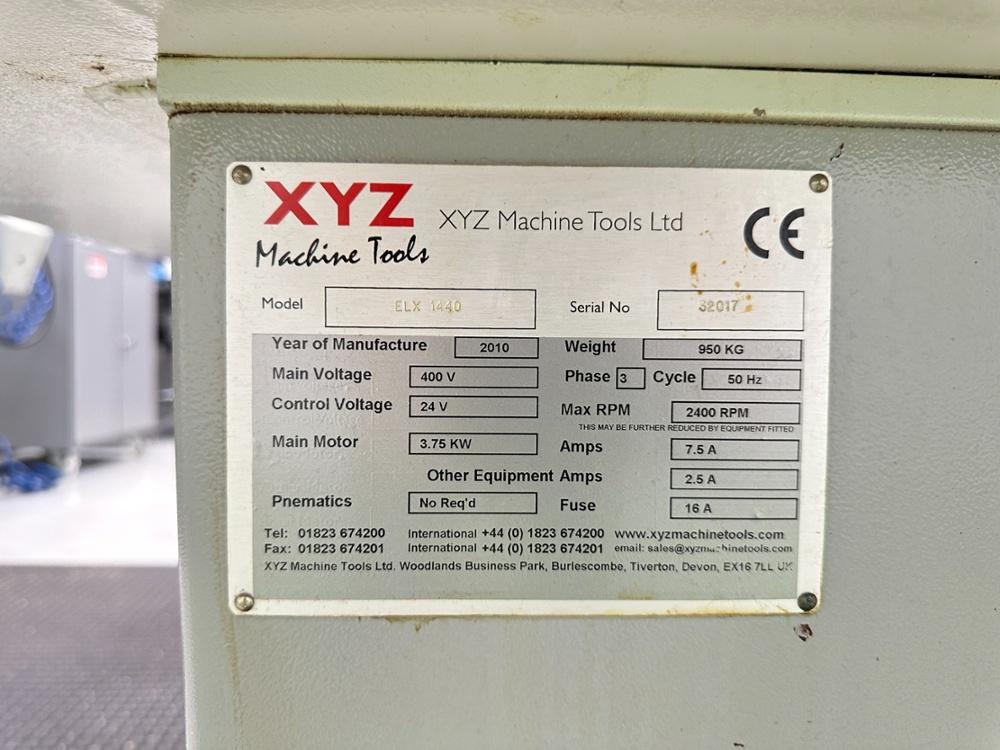 XYZ
Machine Tools
XYZ Machine Tools Ltd
CE
Model ELX 1440 Serial No 32017
Year of Manufacture 2010 Weight 950 KG
Main Voltage 400 V Phase 3 Cycle 50 Hz
Control Voltage 24 V Max RPM 2400 RPM
THIS MAY BE FURTHER REDUCED BY EQUIPMENT FITTED
Main Motor 3.75 KW Amps 7.5 A
Other Equipment Amps 2.5 A
Pnematics No Req'd Fuse 16 A
Tel: 01823 674200 International +44 (0) 1823 674200 www.xyzmachinetools.com
Fax: 01823 674201 International +44 (0) 1823 674201 email: sales@xyzmachinetools.com
XYZ Machine Tools Ltd. Woodlands Business Park, Burlescombe, Tiverton, Devon, EX16 7LL UK